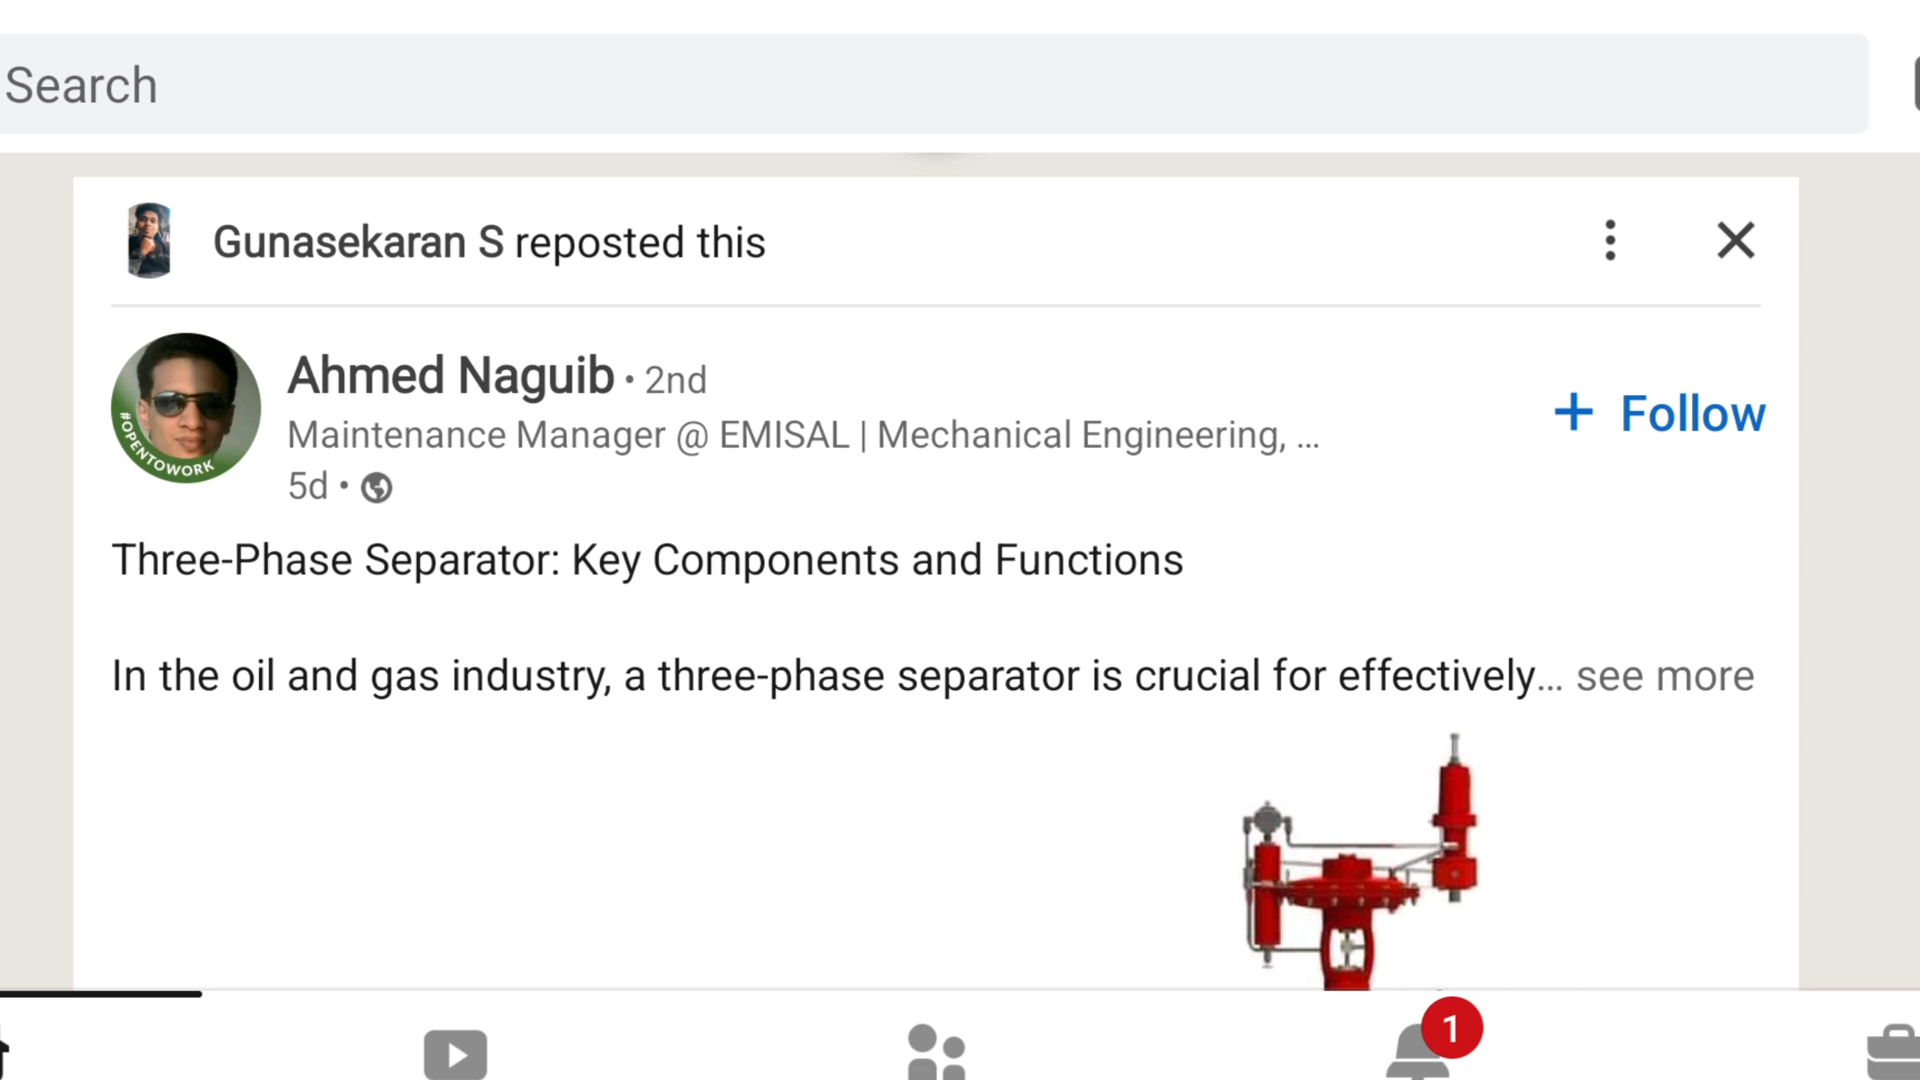 Search
Gunasekaran S reposted this
Ahmed Naguib • 2nd
Maintenance Manager @ EMISAL | Mechanical Engineering, ...
5d •
#OPENTOWORK
+ Follow
Three-Phase Separator: Key Components and Functions
In the oil and gas industry, a three-phase separator is crucial for effectively... see more
1